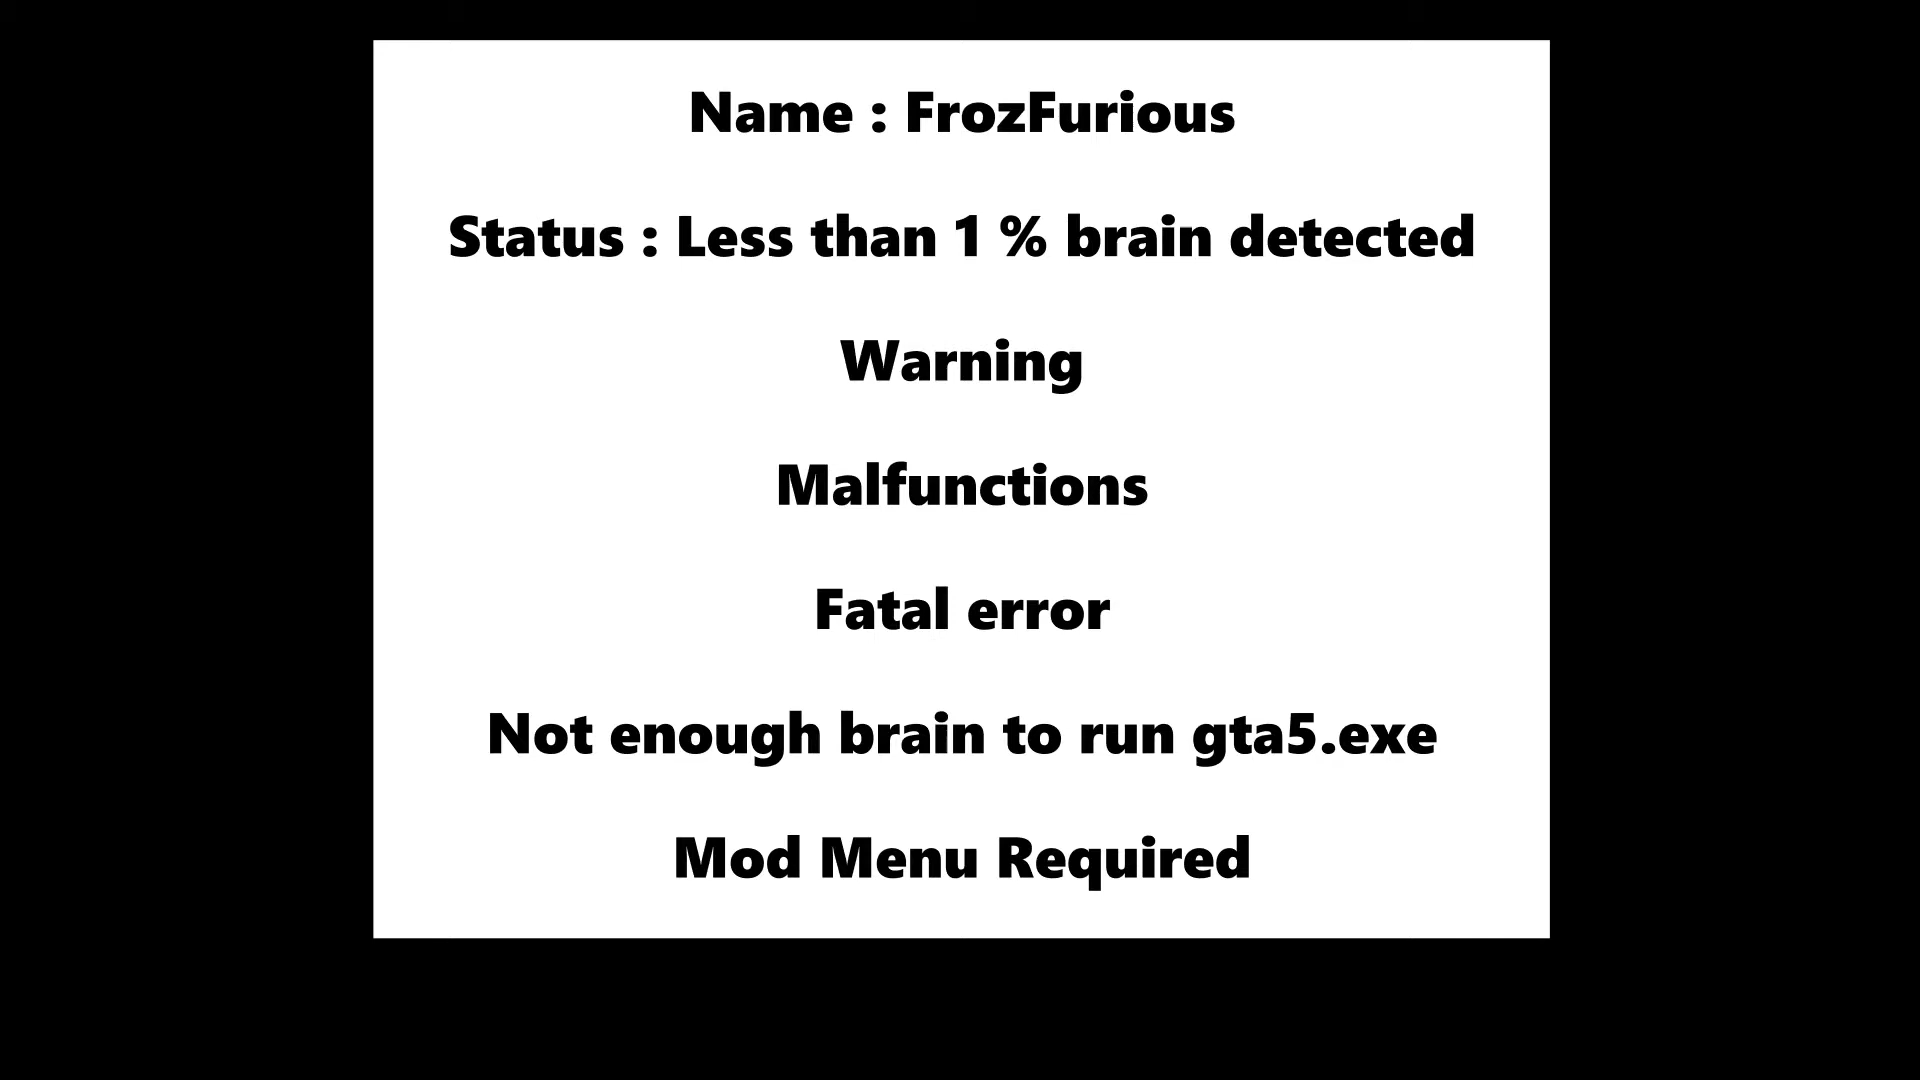 Name : FrozFurious
Status : Less than 1 % brain detected
Warning
Malfunctions
Fatal error
Not enough brain to run gta5.exe
Mod Menu Required